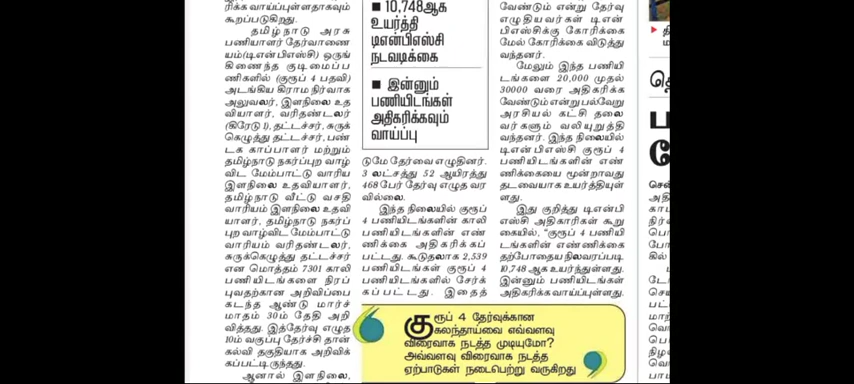 ரிக்க வாய்ப்புள்ளதாகவும்
கூறப்படுகிறது.
தமிழ்நாடு அரசு
பணியாளர் தேர்வாணை
யம்(டிஎன்பிஎஸ்சி) ஒருங்
கிணைந்த குடிமைப்ப
ணிகளில் (குரூப் 4 பதவி)
அடங்கிய கிராம நிர்வாக
அலுவலர், இளநிலை உத
வியாளர், வரிதண்டலர்
(கிரேடு 1), தட்டச்சர், சுருக்
கெழுத்து தட்டச்சர், பண்
டக காப்பாளர் மற்றும்
தமிழ்நாடு நகர்ப்புற வாழ்
விட மேம்பாட்டு வாரிய
இளநிலை உதவியாளர்,
தமிழ்நாடு வீட்டு வசதி
வாரியம் இளநிலை உதவி
யாளர், தமிழ்நாடு நகர்ப்
புற வாழ்விட மேம்பாட்டு
வாரியம் வரிதண்டலர்,
சுருக்கெழுத்து தட்டச்சர்
என மொத்தம் 7301 காலி
பணியிடங்களை நிரப்
புவதற்கான அறிவிப்பை
கடந்த ஆண்டு மார்ச்
மாதம் 30ம் தேதி அறி
வித்தது. இத்தேர்வு எழுத
10ம் வகுப்பு தேர்ச்சி தான்
கல்வி தகுதியாக அறிவிக்
கப்பட்டிருந்தது.
ஆனால் இளநிலை,
■ 10,748ஆக
உயர்த்தி
டிஎன்பிஎஸ்சி
நடவடிக்கை
■ இன்னும்
பணியிடங்கள்
அதிகரிக்கவும்
வாய்ப்பு
டுமே தேர்வை எழுதினர்.
3 லட்சத்து 52 ஆயிரத்து
468 பேர் தேர்வு எழுத வர
வில்லை.
இந்த நிலையில் குரூப்
4 பணியிடங்களின் காலி
பணியிடங்களின் எண்
ணிக்கை அதிகரிக்கப்
பட்டது. கூடுதலாக 2,539
பணியிடங்கள் குரூப் 4
பணியிடங்களில் சேர்க்
கப்பட்டது. இதைத்
வேண்டும் என்று தேர்வு
எழுதியவர்கள் டிஎன்
பிஎஸ்சிக்கு கோரிக்கை
மேல் கோரிக்கை விடுத்து
வந்தனர்.
மேலும் இந்த பணியி
டங்களை 20,000 முதல்
30000 வரை அதிகரிக்க
வேண்டும் என்று பல்வேறு
அரசியல் கட்சி தலை
வர்களும் வலியுறுத்தி
வந்தனர். இந்த நிலையில்
டிஎன்பிஎஸ்சி குரூப் 4
பணியிடங்களின் எண்
ணிக்கையை மூன்றாவது
தடவையாக உயர்த்தியுள்
ளது.
இது குறித்து டிஎன்பி
எஸ்சி அதிகாரிகள் கூறு
கையில், "குரூப் 4 பணியி
டங்களின் எண்ணிக்கை
தற்போதைய நிலவரப்படி
10,748 ஆக உயர்ந்துள்ளது.
இன்னும் பணியிடங்கள்
அதிகரிக்க வாய்ப்புள்ளது.
குரூப் 4 தேர்வுக்கான
கலந்தாய்வை எவ்வளவு
விரைவாக நடத்த முடியுமோ?
அவ்வளவு விரைவாக நடத்த
ஏற்பாடுகள் நடைபெற்று வருகிறது